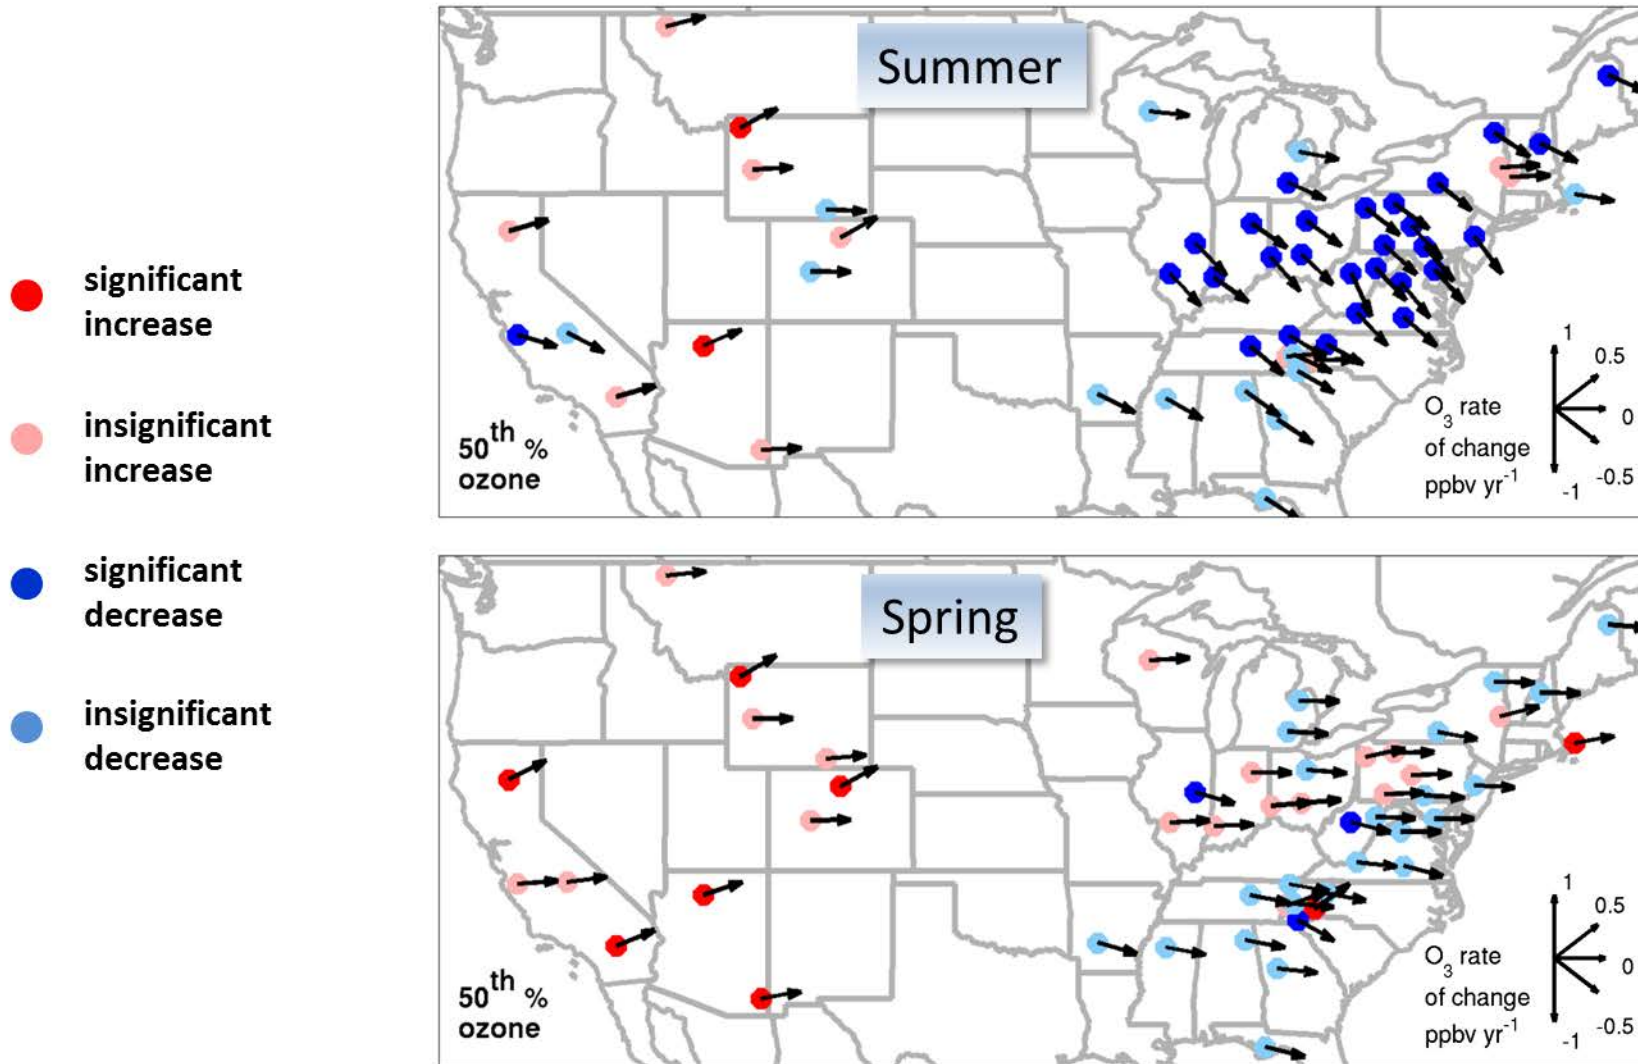 significant
increase
insignificant
increase
significant
decrease
insignificant
decrease
Summer
50th %
ozone
O3 rate
of change
ppbv yr-1
1
0.5
0
-0.5
-1
Spring
50th %
ozone
O3 rate
of change
ppbv yr-1
1
0.5
0
-0.5
-1